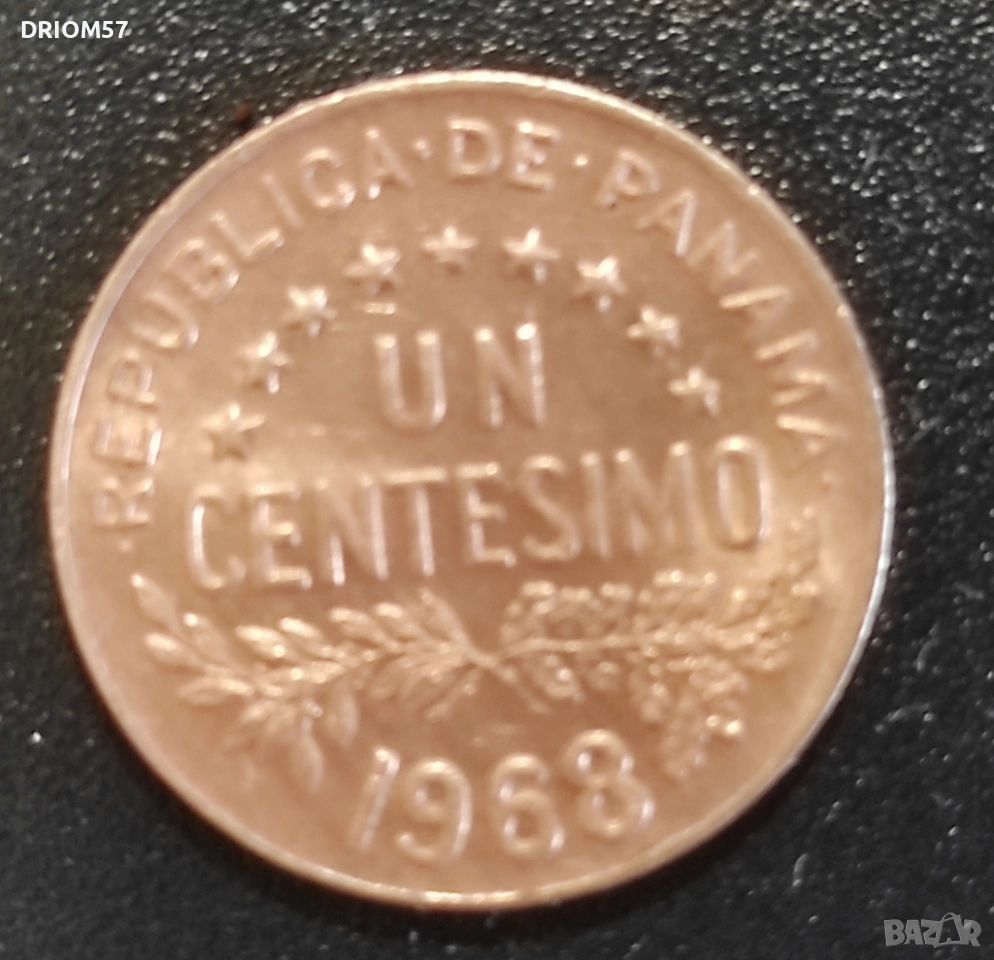 DRIOM57
·REPUBLICA·DE·PANAMA·
UN
CENTESIMO
1968
BAZAR